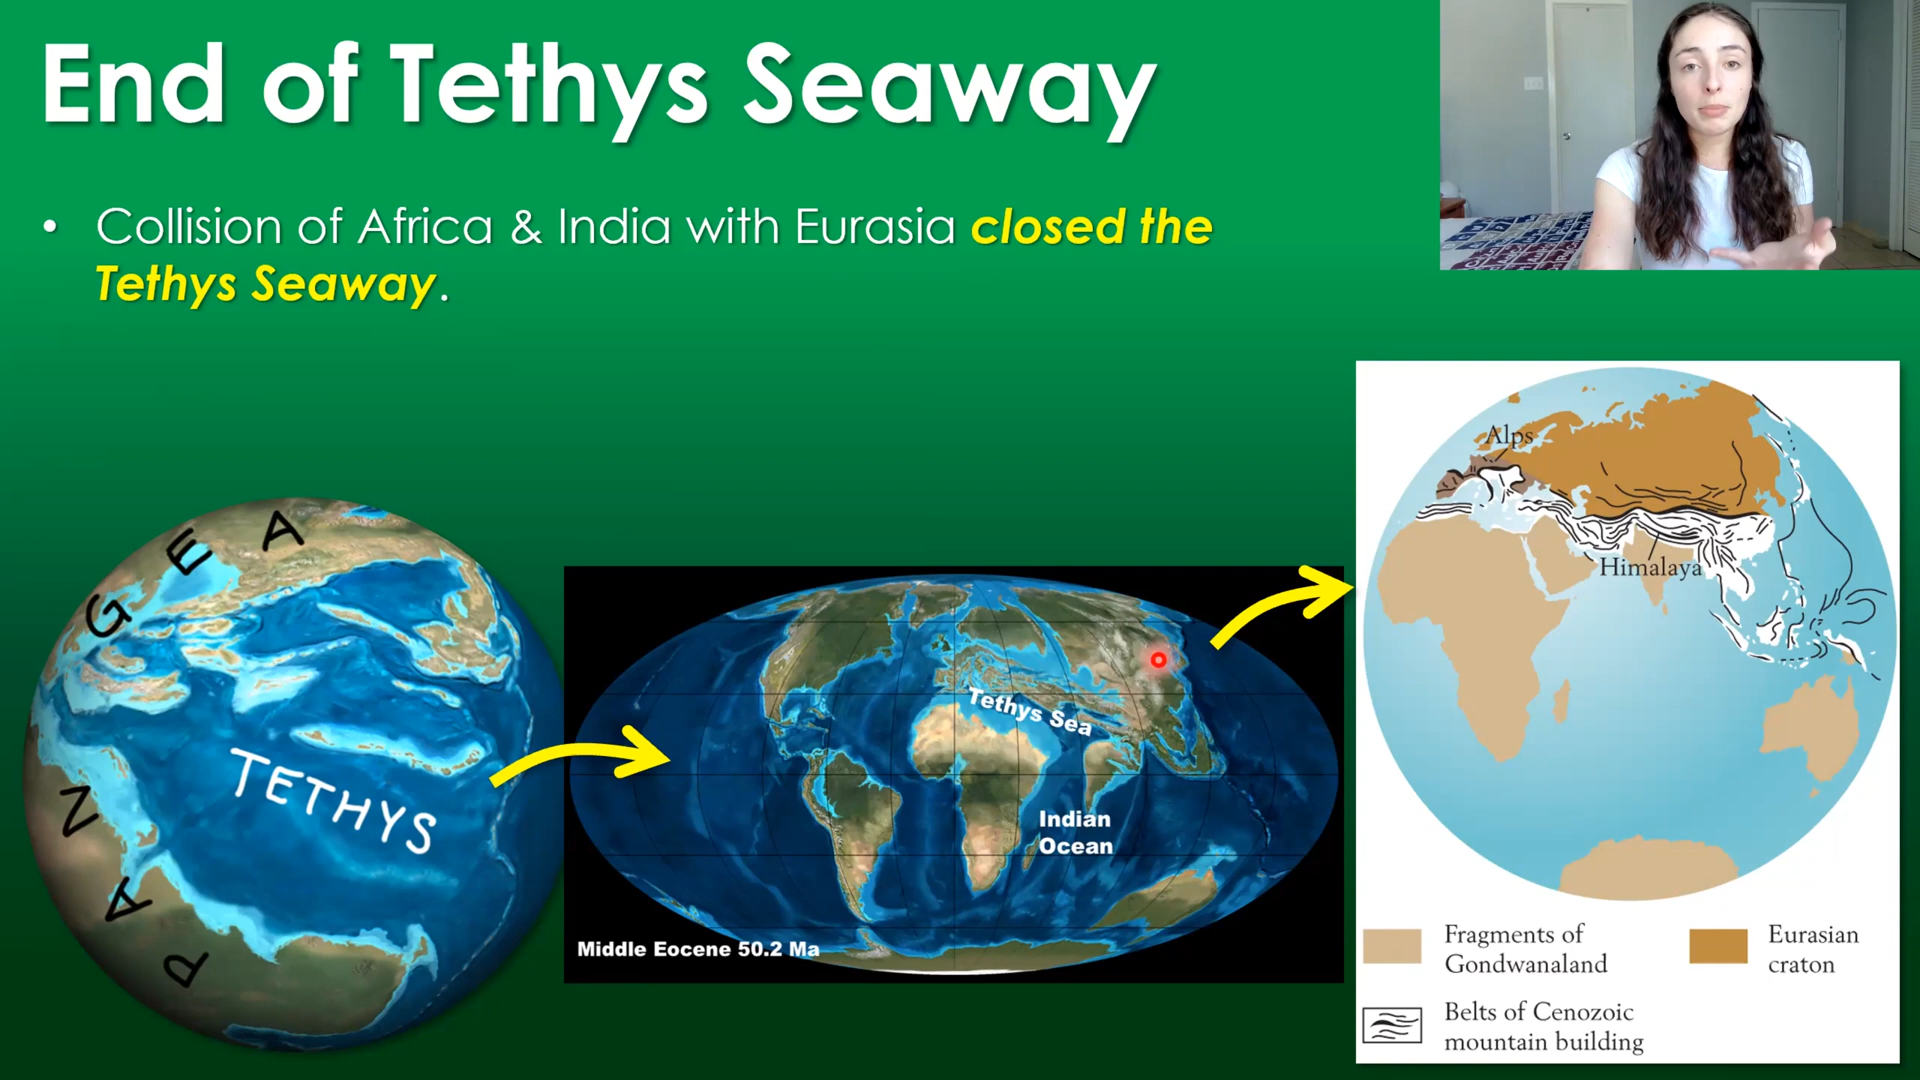 End of Tethys Seaway
• Collision of Africa & India with Eurasia closed the
Tethys Seaway.
PANGEA
TETHYS
Tethys Sea
Indian
Ocean
Middle Eocene 50.2 Ma
Alps
Himalaya
Fragments of
Gondwanaland
Eurasian
craton
Belts of Cenozoic
mountain building